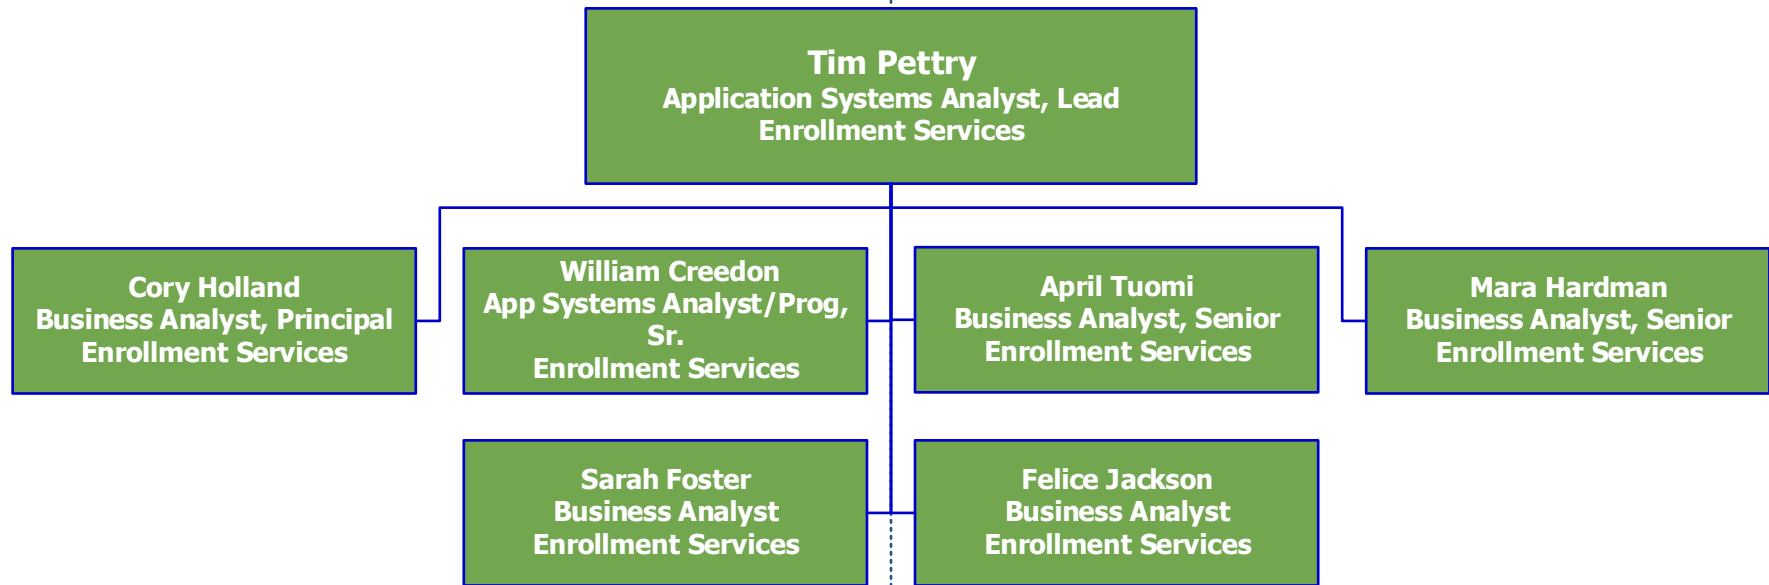 Tim Pettry
Application Systems Analyst, Lead
Enrollment Services
Cory Holland
Business Analyst, Principal
Enrollment Services
William Creedon
App Systems Analyst/Prog,
Sr.
Enrollment Services
April Tuomi
Business Analyst, Senior
Enrollment Services
Mara Hardman
Business Analyst, Senior
Enrollment Services
Sarah Foster
Business Analyst
Enrollment Services
Felice Jackson
Business Analyst
Enrollment Services